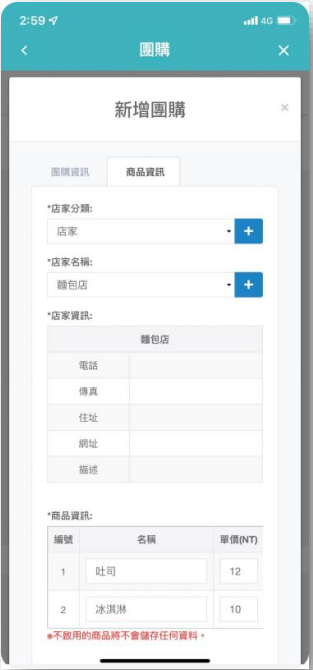 2:59 4G
團購
新增團購 ×
團購資訊 商品資訊
*店家分類:
店家 +
*店家名稱:
麵包店 +
*店家資訊:
麵包店
電話
傳真
住址
網址
描述
*商品資訊:
編號 名稱 單價(NT)
1 吐司 12
2 冰淇淋 10
*不啟用的商品將不會儲存任何資料。